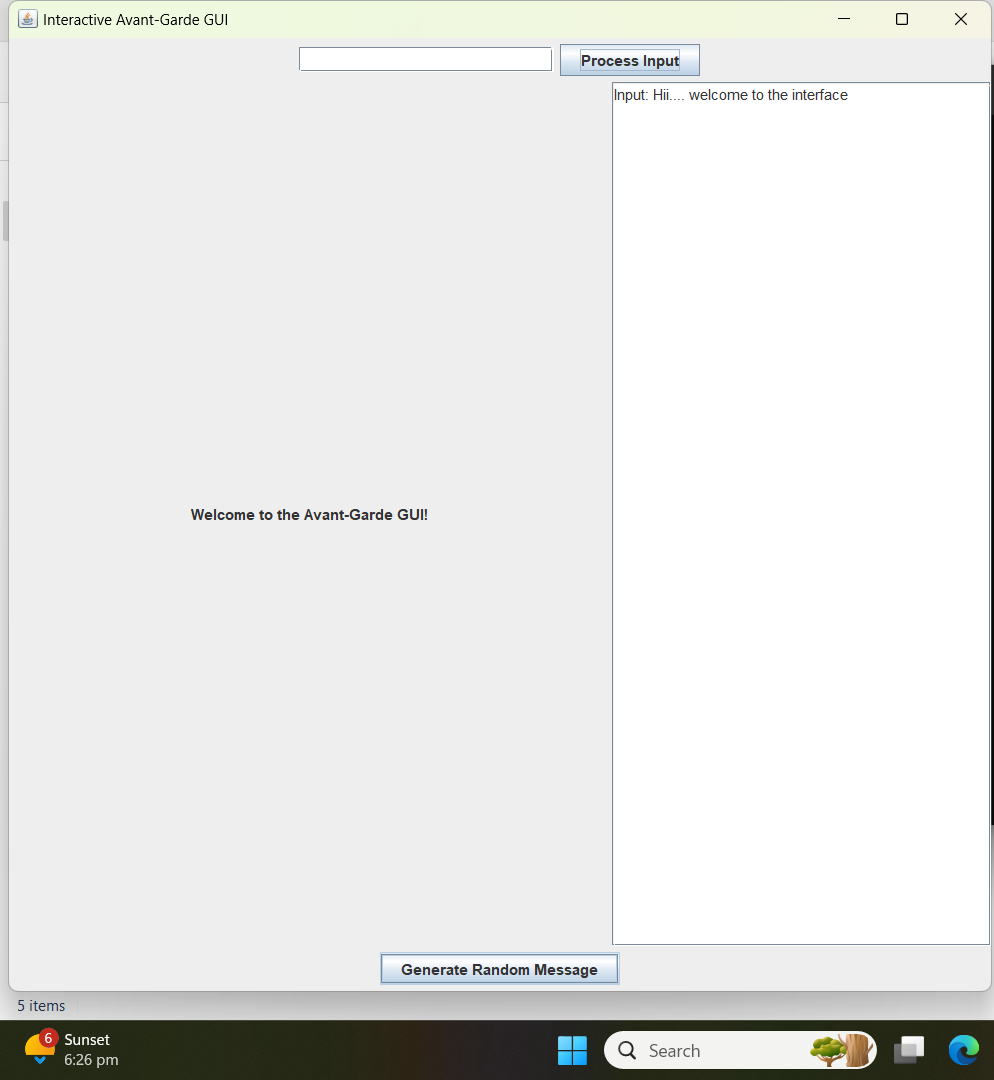 Interactive Avant-Garde GUI
Process Input
Input: Hii.... welcome to the interface
Welcome to the Avant-Garde GUI!
Generate Random Message
5 items
6
Sunset
6:26 pm
Search